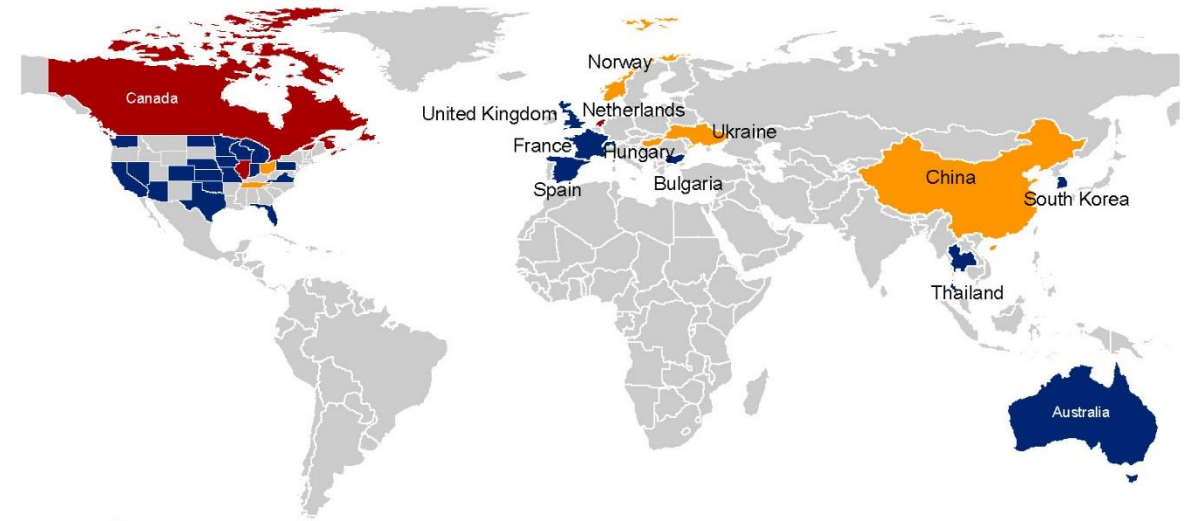 Norway
Canada
United Kingdom
Netherlands
Ukraine
France
Hungary
Spain
Bulgaria
China
South Korea
Thailand
Australia